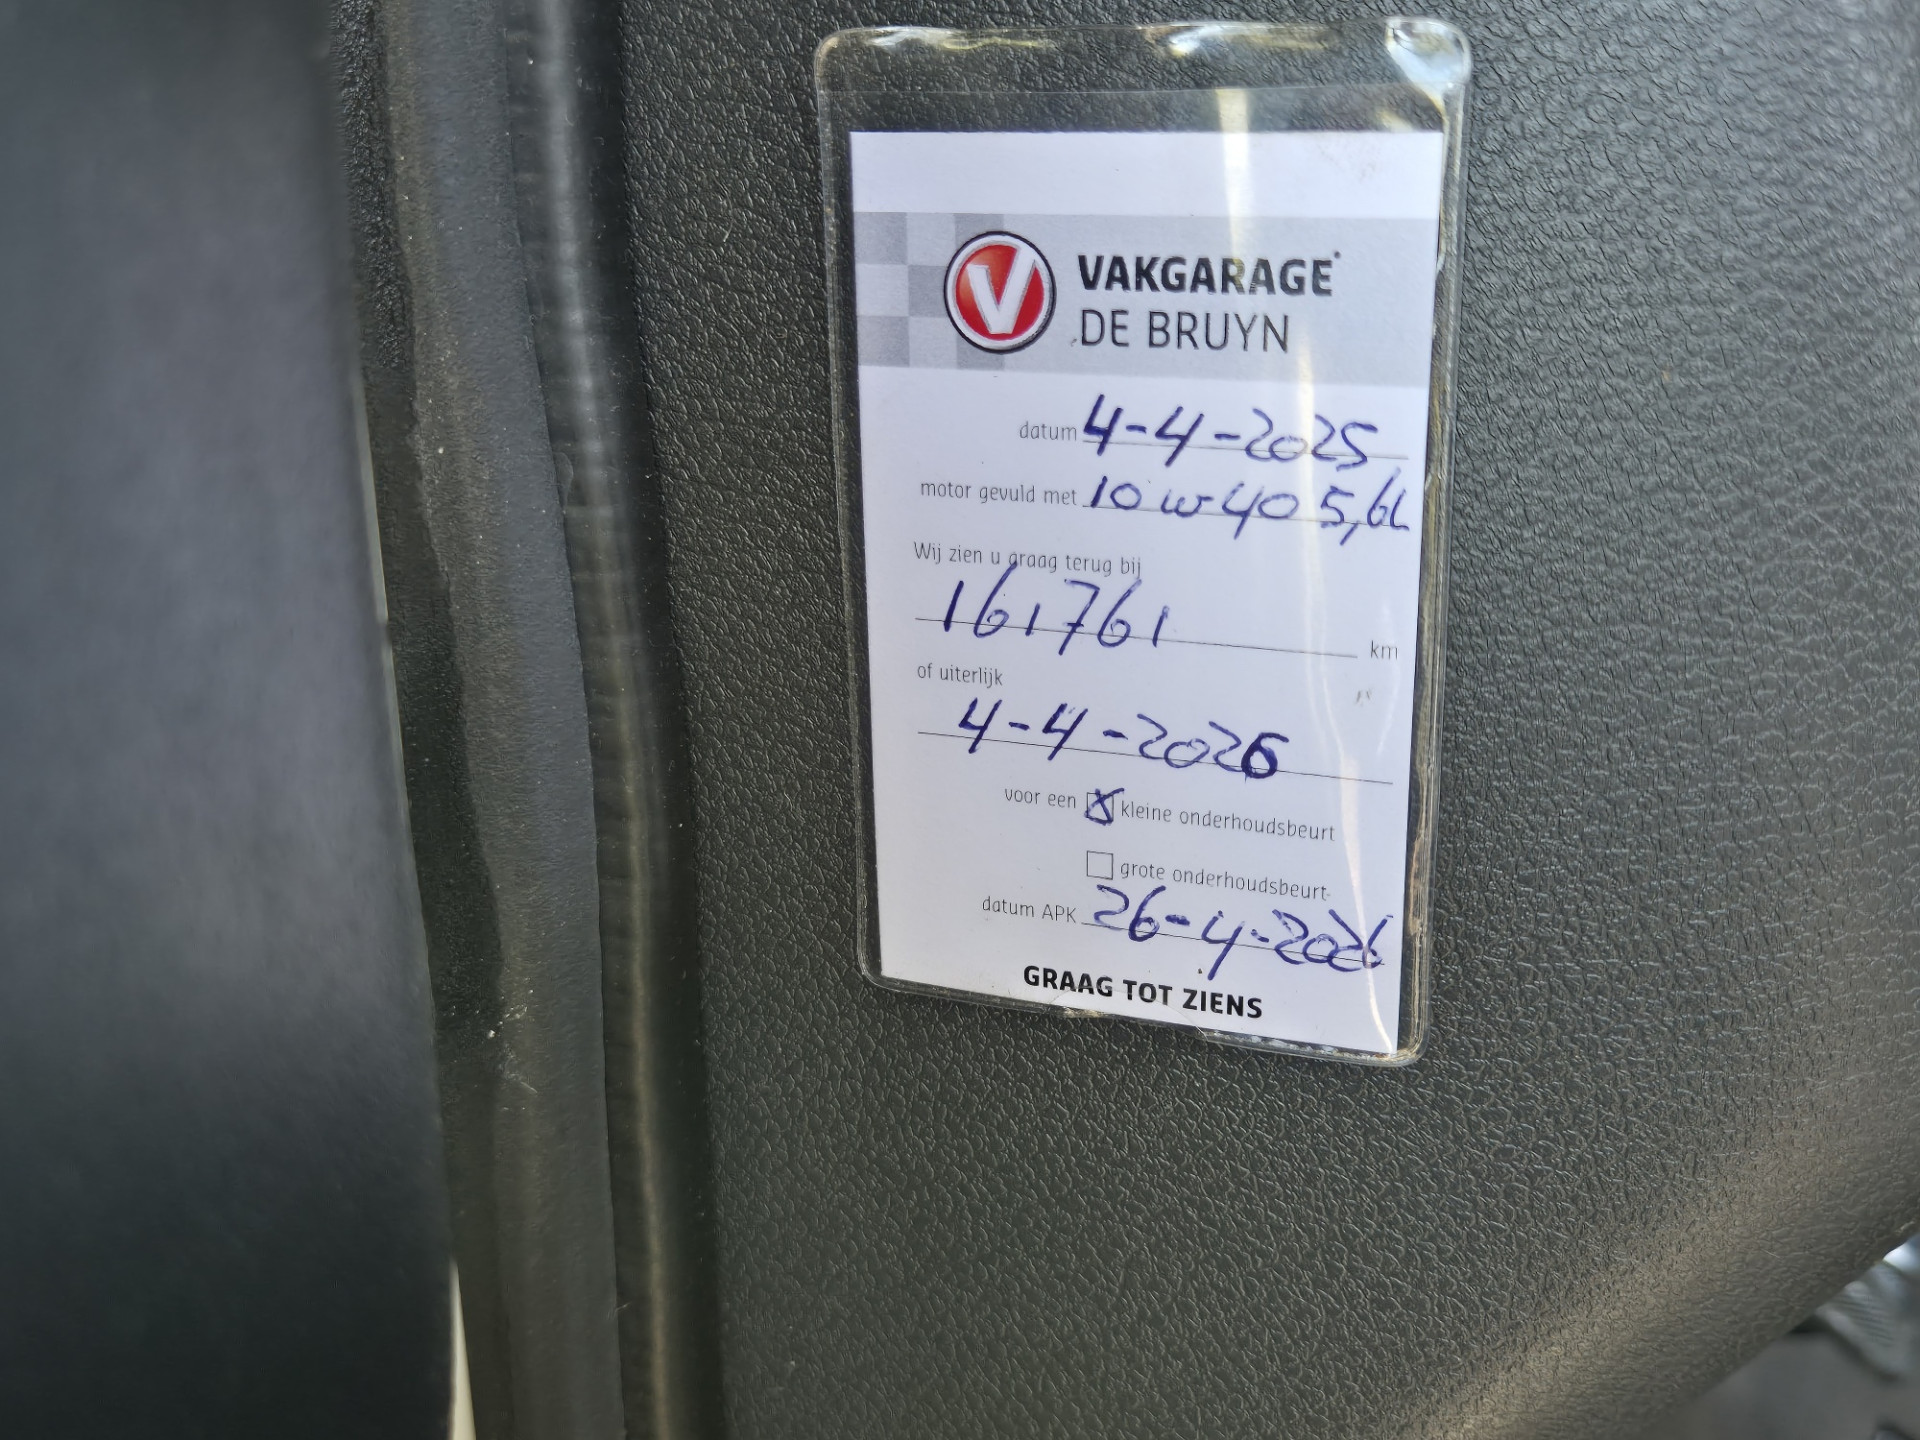 V VAKGARAGE
DE BRUYN
datum 4-4-2025
motor gevuld met 10w40 5,6L
Wij zien u graag terug bij
161761 km
of uiterlijk
4-4-2026
voor een X kleine onderhoudsbeurt
grote onderhoudsbeurt
datum APK 26-4-2026
GRAAG TOT ZIENS